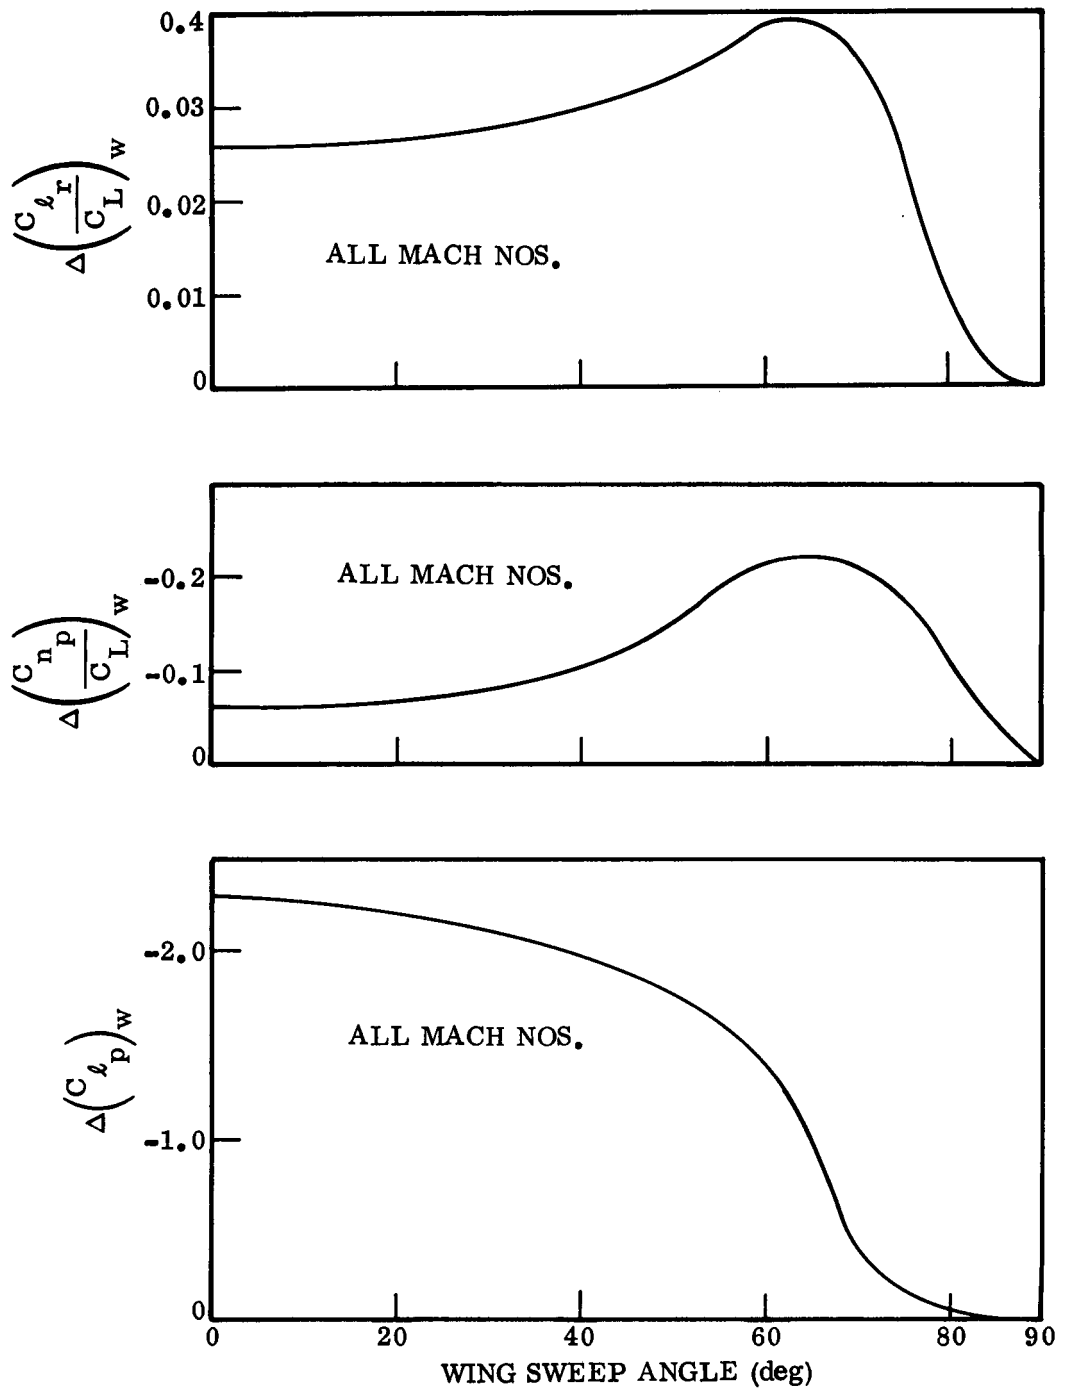 0.4
0.03
0.02
0.01
0
Δ(Cℓr/CL)w
ALL MACH NOS.
-0.2
-0.1
0
Δ(Cnp/CL)w
ALL MACH NOS.
-2.0
-1.0
0
Δ(Cℓp)w
ALL MACH NOS.
0 20 40 60 80 90
WING SWEEP ANGLE (deg)